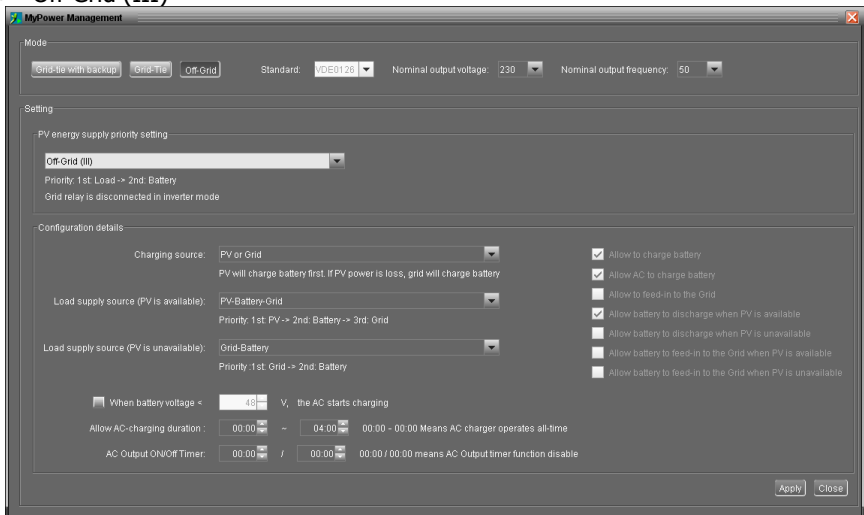 Off-Grid (III)
MyPower Management
Mode
Grid-tie with backup Grid-Tie Off-Grid Standard: VDE0126 Nominal output voltage: 230 Nominal output frequency: 50
Setting
PV energy supply priority setting
Off-Grid (III)
Priority: 1st: Load -> 2nd: Battery
Grid relay is disconnected in inverter mode
Configuration details
Charging source: PV or Grid
PV will charge battery first. If PV power is loss, grid will charge battery
Load supply source (PV is available): PV-Battery-Grid
Priority: 1st: PV -> 2nd: Battery -> 3rd: Grid
Load supply source (PV is unavailable): Grid-Battery
Priority :1st: Grid -> 2nd: Battery
Allow to charge battery
Allow AC to charge battery
Allow to feed-in to the Grid
Allow battery to discharge when PV is available
Allow battery to discharge when PV is unavailable
Allow battery to feed-in to the Grid when PV is available
Allow battery to feed-in to the Grid when PV is unavailable
When battery voltage < 48 V, the AC starts charging
Allow AC-charging duration : 00:00 – 04:00 00:00 - 00:00 Means AC charger operates all-time
AC Output ON/Off Timer: 00:00 / 00:00 00:00 / 00:00 means AC Output timer function disable
Apply Close